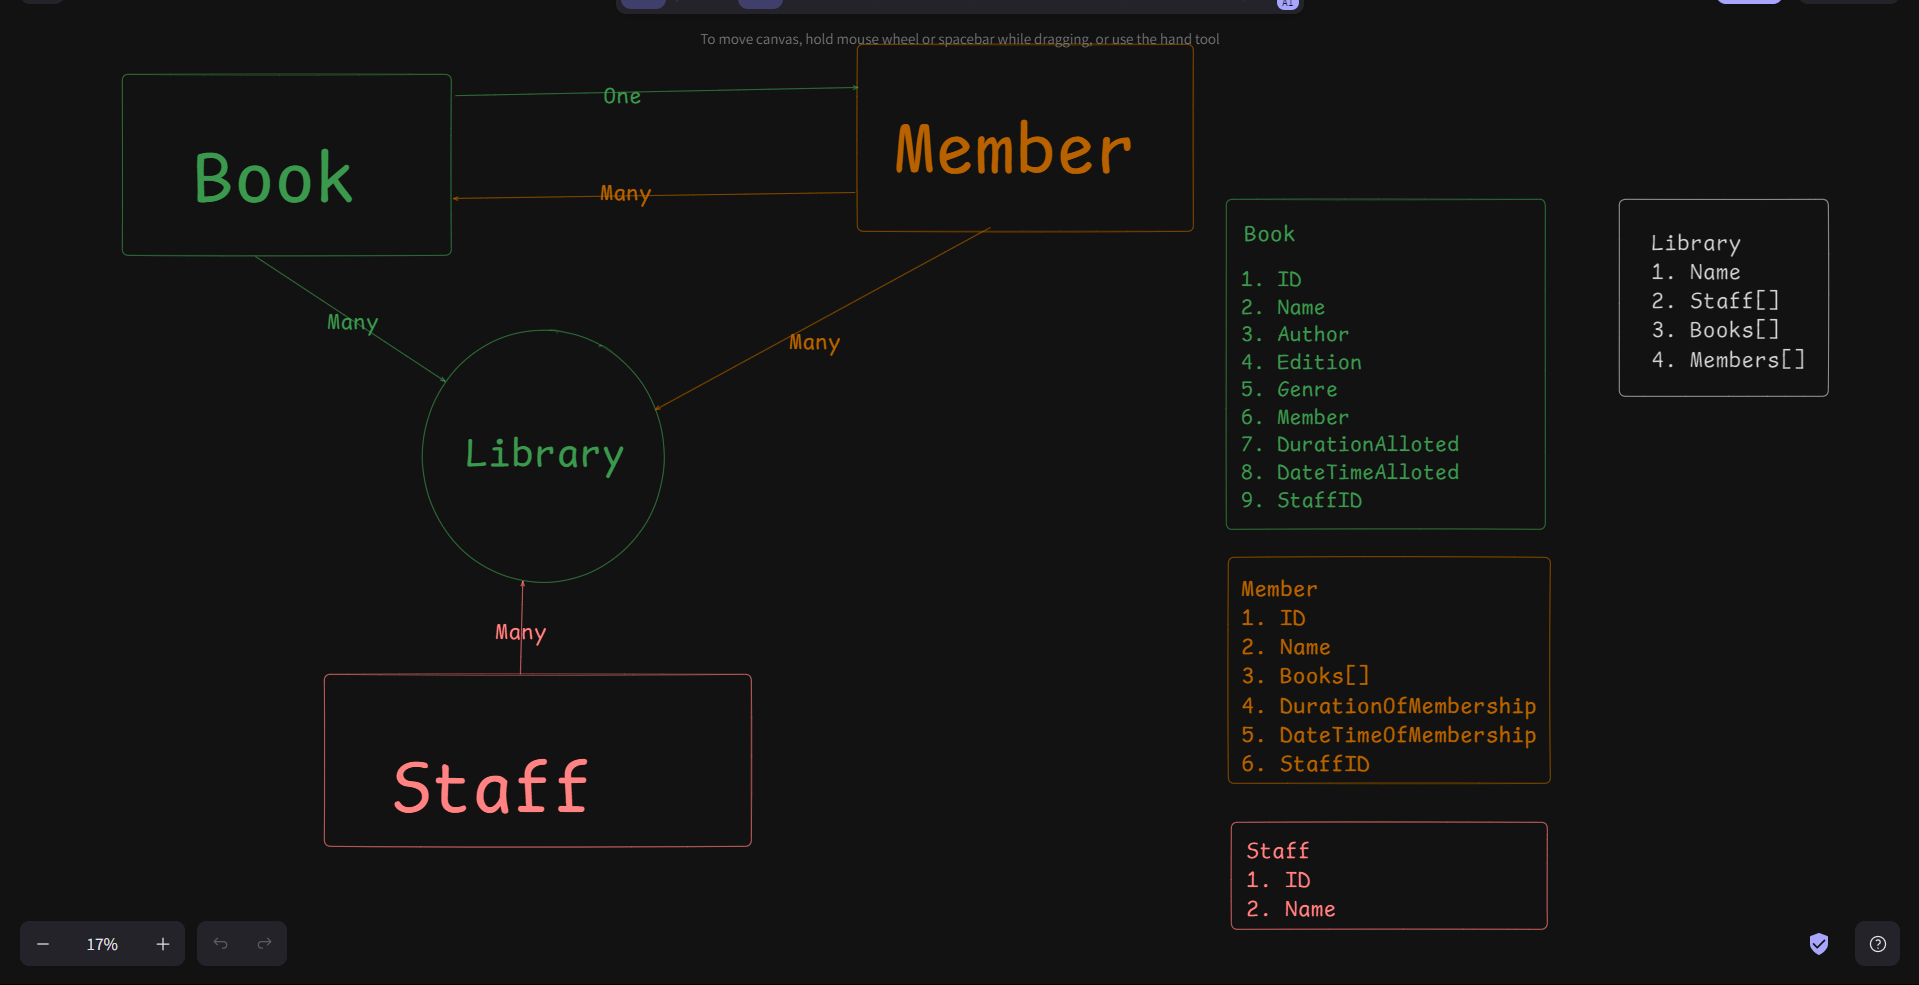 AI
To move canvas, hold mouse wheel or spacebar while dragging, or use the hand tool
Book
One
Many
Member
Many
Many
Library
Many
Staff
Book
1. ID
2. Name
3. Author
4. Edition
5. Genre
6. Member
7. DurationAlloted
8. DateTimeAlloted
9. StaffID
Member
1. ID
2. Name
3. Books[]
4. DurationOfMembership
5. DateTimeOfMembership
6. StaffID
Staff
1. ID
2. Name
Library
1. Name
2. Staff[]
3. Books[]
4. Members[]
17%